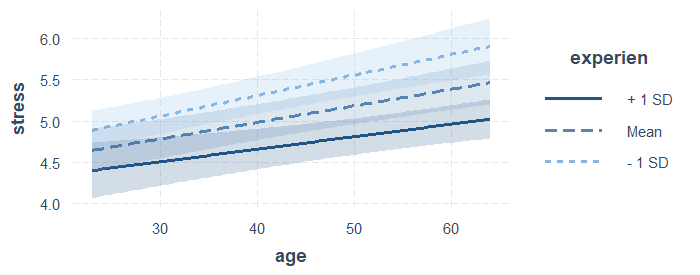 6.0
5.5
5.0
4.5
4.0
stress
30 40 50 60
age
experien
+ 1 SD
Mean
- 1 SD